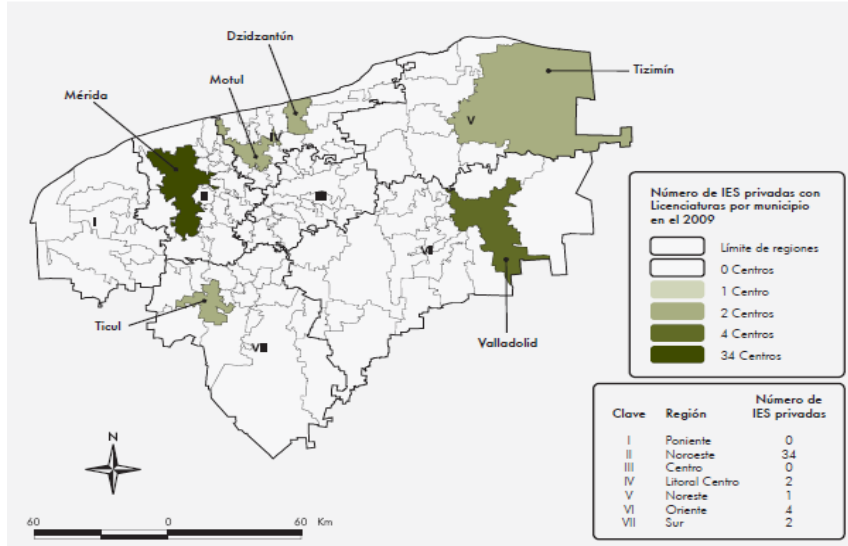 Dzidzantún
Motul
Mérida
Tizimín
IV
V
I
VI
Ticul
Valladolid
Número de IES privadas con
Licenciaturas por municipio
en el 2009
Límite de regiones
0 Centros
1 Centro
2 Centros
4 Centros
34 Centros
Clave Región Número de IES privadas
I Poniente 0
II Noroeste 34
III Centro 0
IV Litoral Centro 2
V Noreste 1
VI Oriente 4
VII Sur 2
N
60 0 60 Km